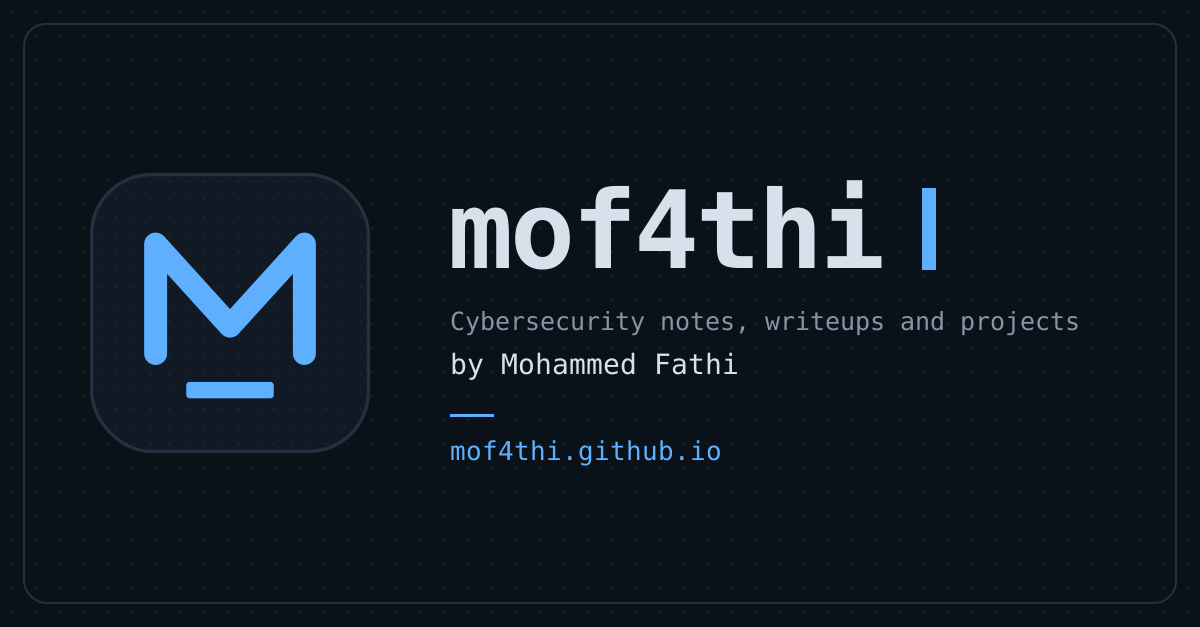 M
mof4thi
Cybersecurity notes, writeups and projects
by Mohammed Fathi
mof4thi.github.io